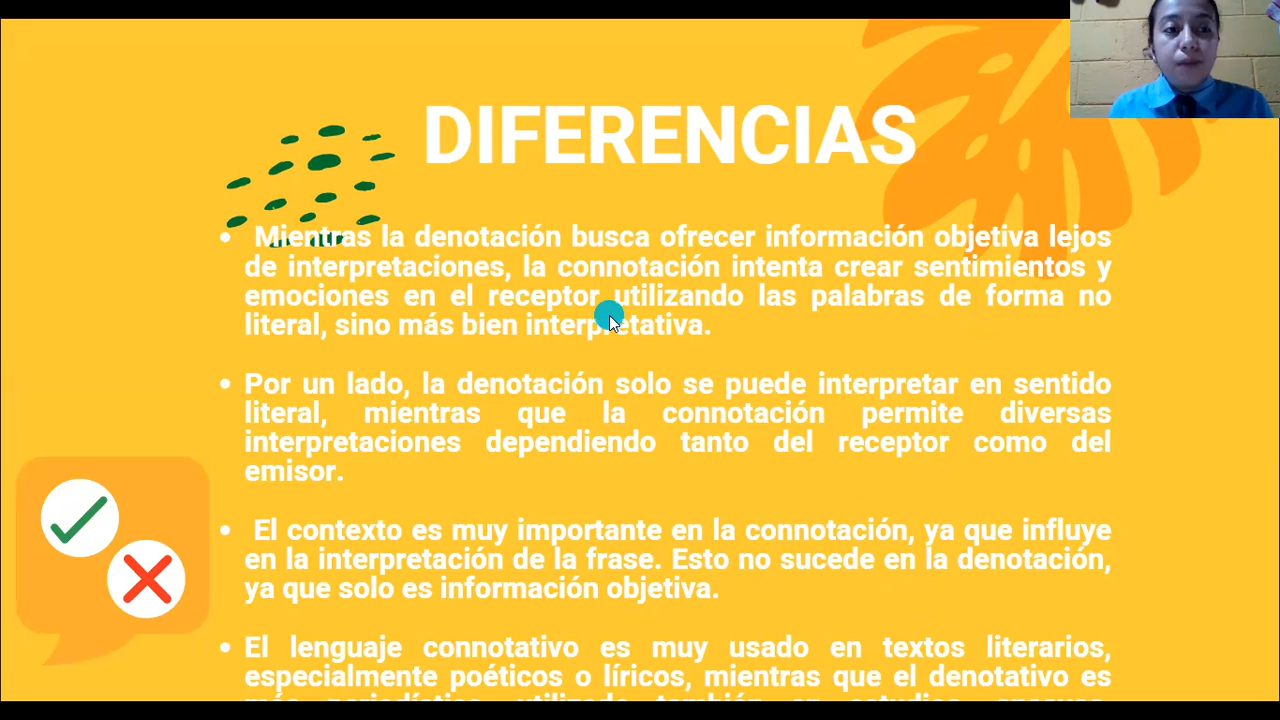 DIFERENCIAS
• Mientras la denotación busca ofrecer información objetiva lejos
de interpretaciones, la connotación intenta crear sentimientos y
emociones en el receptor utilizando las palabras de forma no
literal, sino más bien interpretativa.
• Por un lado, la denotación solo se puede interpretar en sentido
literal, mientras que la connotación permite diversas
interpretaciones dependiendo tanto del receptor como del
emisor.
• El contexto es muy importante en la connotación, ya que influye
en la interpretación de la frase. Esto no sucede en la denotación,
ya que solo es información objetiva.
• El lenguaje connotativo es muy usado en textos literarios,
especialmente poéticos o líricos, mientras que el denotativo es